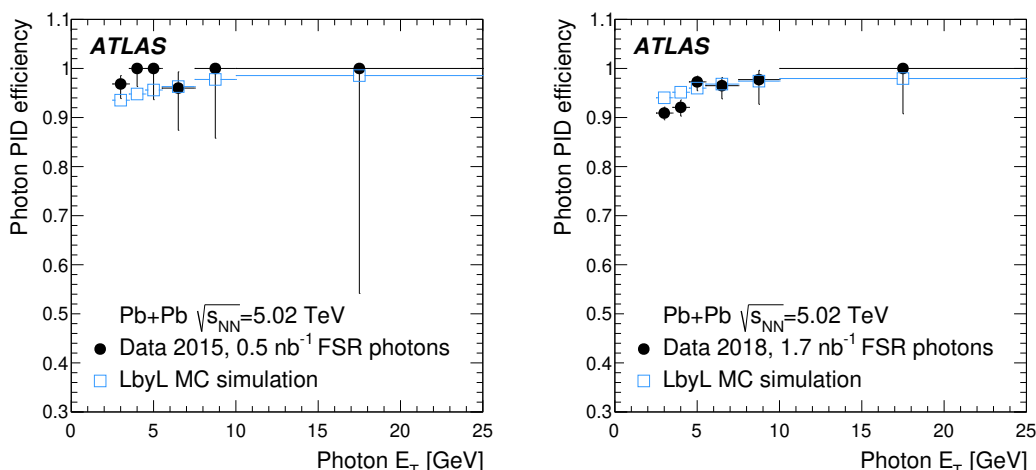 Photon PID efficiency
1.1
1
0.9
0.8
0.7
0.6
0.5
0.4
0.3
ATLAS
Pb+Pb √s_NN=5.02 TeV
Data 2015, 0.5 nb⁻¹ FSR photons
LbyL MC simulation
0 5 10 15 20 25
Photon E_T [GeV]
Photon PID efficiency
1.1
1
0.9
0.8
0.7
0.6
0.5
0.4
0.3
ATLAS
Pb+Pb √s_NN=5.02 TeV
Data 2018, 1.7 nb⁻¹ FSR photons
LbyL MC simulation
0 5 10 15 20 25
Photon E_T [GeV]